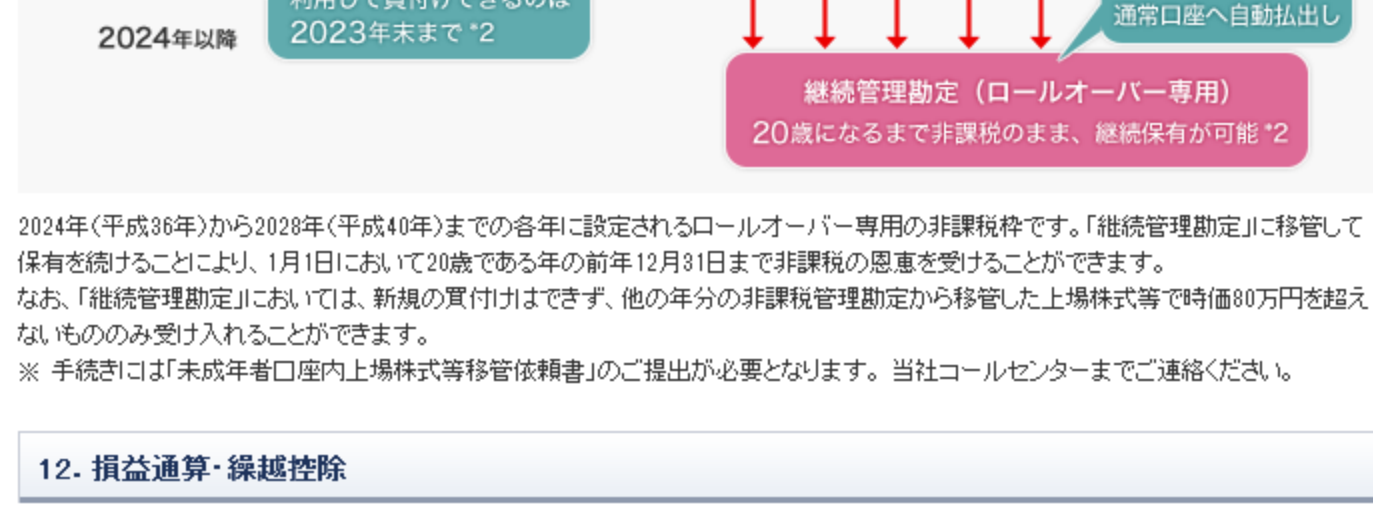 利用して買付けできるのは
2024年以降
2023年末まで *2
通常口座へ自動払出し
継続管理勘定（ロールオーバー専用）
20歳になるまで非課税のまま、継続保有が可能 *2
2024年（平成36年）から2028年（平成40年）までの各年に設定されるロールオーバー専用の非課税枠です。「継続管理勘定」に移管して
保有を続けることにより、1月1日において20歳である年の前年12月31日まで非課税の恩恵を受けることができます。
なお、「継続管理勘定」においては、新規の買付けはできず、他の年分の非課税管理勘定から移管した上場株式等で時価80万円を超え
ないもののみ受け入れることができます。
※ 手続きには「未成年者口座内上場株式等移管依頼書」のご提出が必要となります。当社コールセンターまでご連絡ください。
12. 損益通算・繰越控除